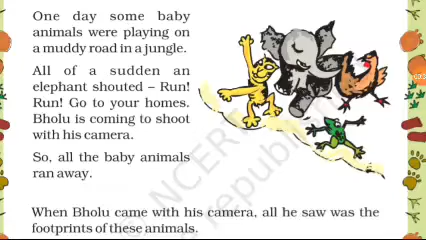 One day some baby
animals were playing on
a muddy road in a jungle.
All of a sudden an
elephant shouted – Run!
Run! Go to your homes.
Bholu is coming to shoot
with his camera.
So, all the baby animals
ran away.
When Bholu came with his camera, all he saw was the
footprints of these animals.